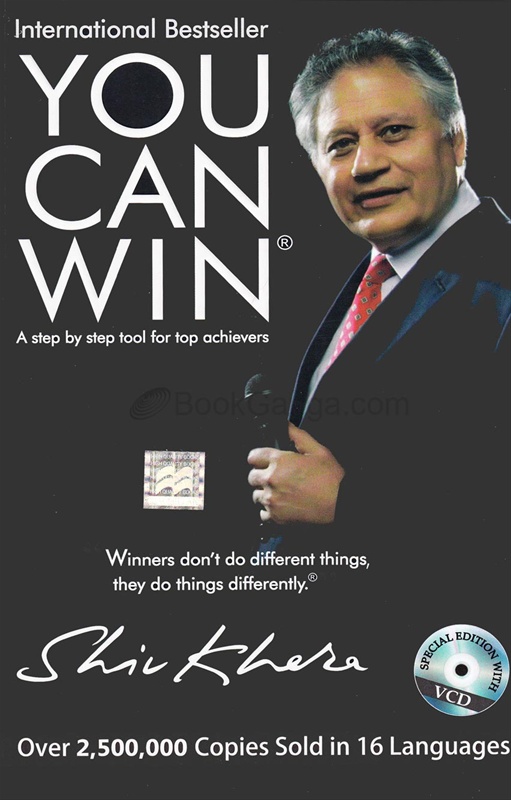 International Bestseller
YOU
CAN
WIN®
A step by step tool for top achievers
BookGanga.com
Winners don't do different things,
they do things differently.®
Shiv Khera
SPECIAL EDITION WITH
VCD
Over 2,500,000 Copies Sold in 16 Languages